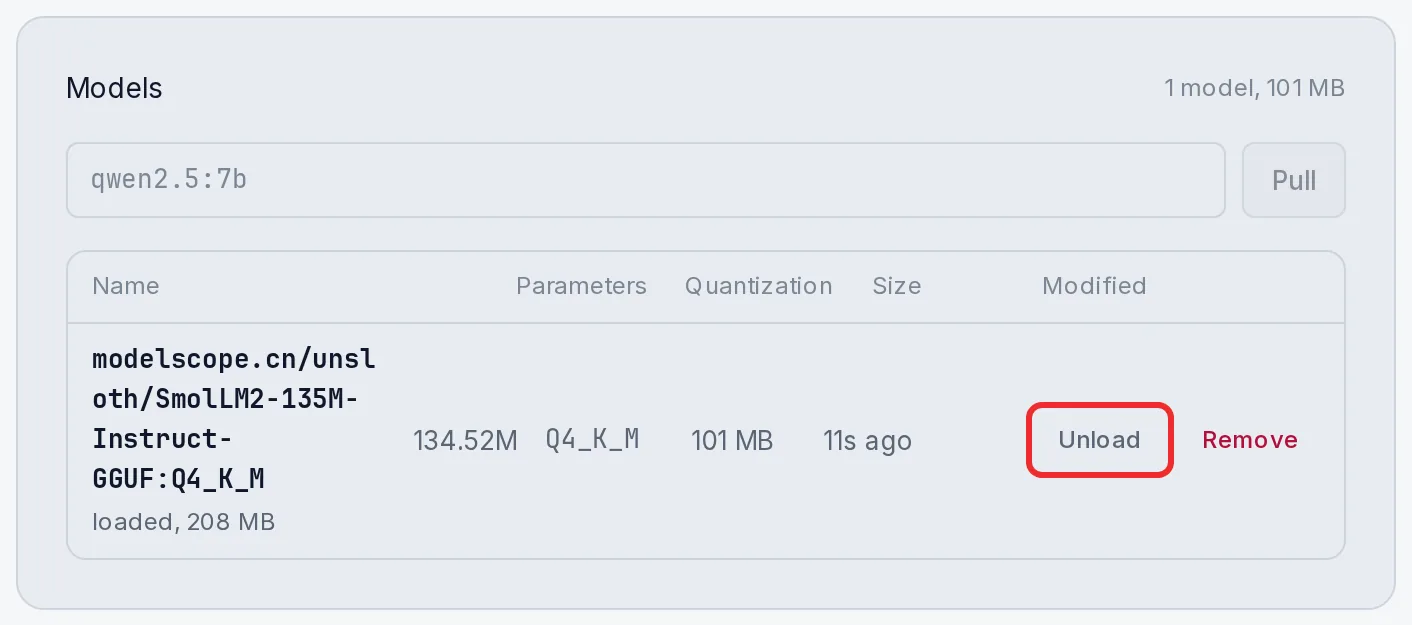 Models
1 model, 101 MB
qwen2.5:7b
Pull
Name Parameters Quantization Size Modified
modelscope.cn/unsl
oth/SmolLM2-135M-
Instruct-
GGUF:Q4_K_M
loaded, 208 MB
134.52M Q4_K_M 101 MB 11s ago Unload Remove